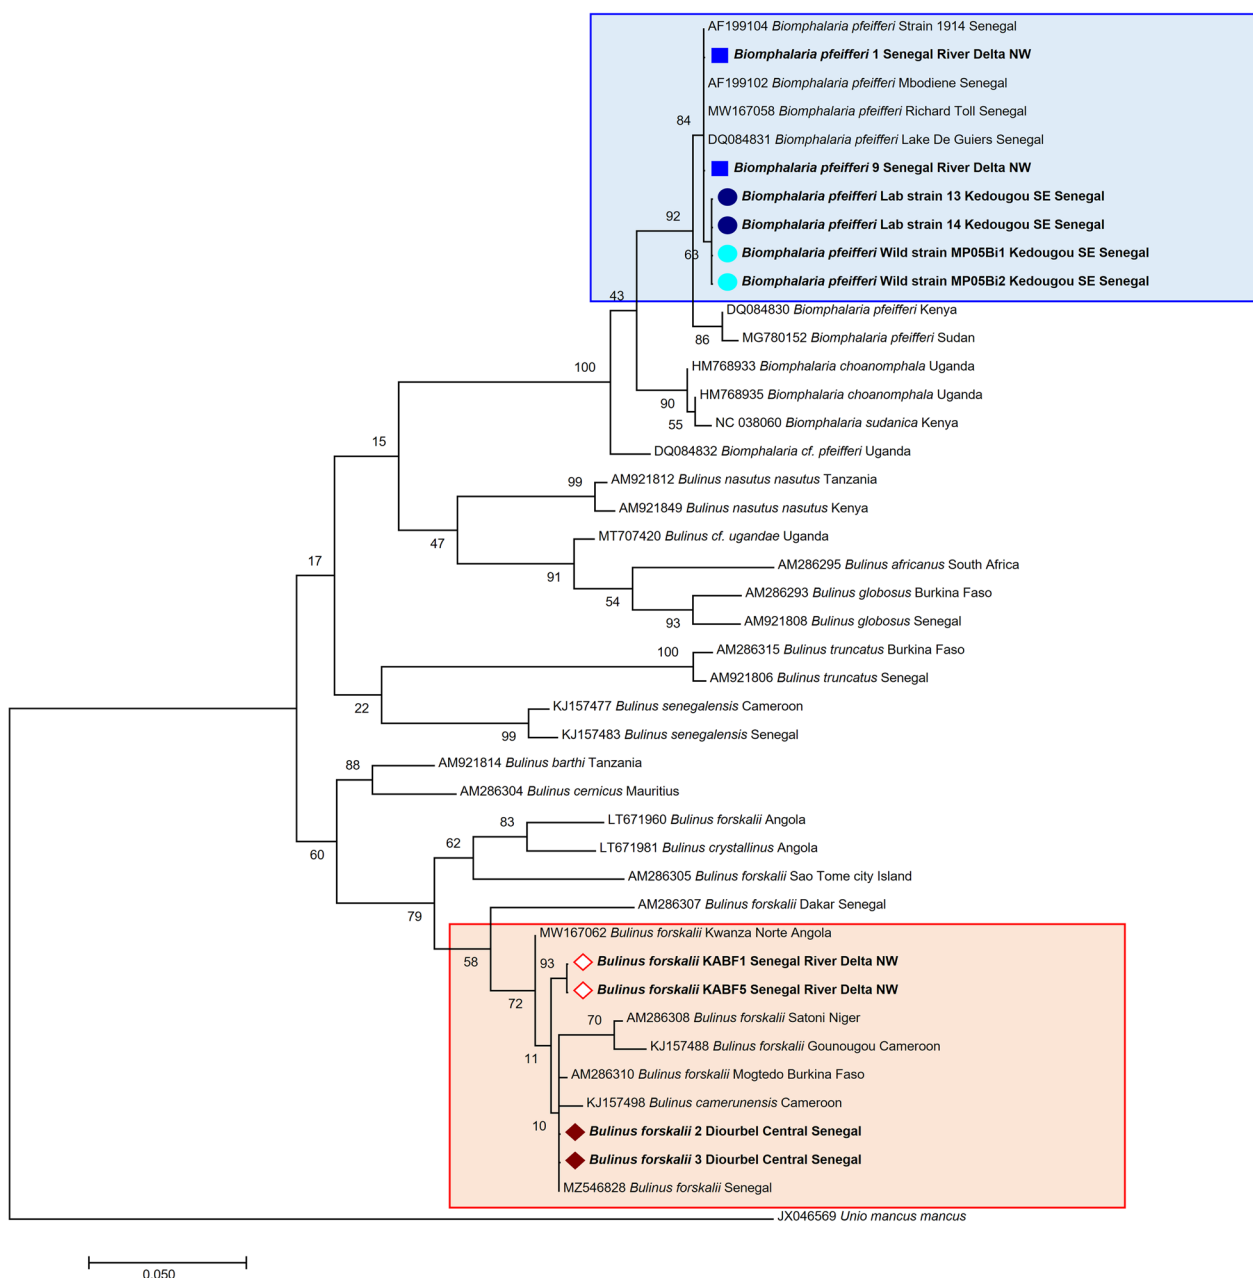 AF199104 Biomphalaria pfeifferi Strain 1914 Senegal
Biomphalaria pfeifferi 1 Senegal River Delta NW
AF199102 Biomphalaria pfeifferi Mbodiene Senegal
MW167058 Biomphalaria pfeifferi Richard Toll Senegal
84
DQ084831 Biomphalaria pfeifferi Lake De Guiers Senegal
Biomphalaria pfeifferi 9 Senegal River Delta NW
Biomphalaria pfeifferi Lab strain 13 Kedougou SE Senegal
92
Biomphalaria pfeifferi Lab strain 14 Kedougou SE Senegal
63
Biomphalaria pfeifferi Wild strain MP05Bi1 Kedougou SE Senegal
Biomphalaria pfeifferi Wild strain MP05Bi2 Kedougou SE Senegal
43
DQ084830 Biomphalaria pfeifferi Kenya
86
MG780152 Biomphalaria pfeifferi Sudan
100
HM768933 Biomphalaria choanomphala Uganda
90
HM768935 Biomphalaria choanomphala Uganda
55
NC 038060 Biomphalaria sudanica Kenya
15
DQ084832 Biomphalaria cf. pfeiferi Uganda
99
AM921812 Bulinus nasutus nasutus Tanzania
AM921849 Bulinus nasutus nasutus Kenya
47
MT707420 Bulinus cf. ugandae Uganda
17
91
AM286295 Bulinus africanus South Africa
54
AM286293 Bulinus globosus Burkina Faso
93
AM921808 Bulinus globosus Senegal
100
AM286315 Bulinus truncatus Burkina Faso
AM921806 Bulinus truncatus Senegal
22
KJ157477 Bulinus senegalensis Cameroon
99
KJ157483 Bulinus senegalensis Senegal
88
AM921814 Bulinus barthi Tanzania
AM286304 Bulinus cernicus Mauritius
83
LT671960 Bulinus forskalii Angola
60
62
LT671981 Bulinus crystallinus Angola
AM286305 Bulinus forskalii Sao Tome city Island
79
AM286307 Bulinus forskalii Dakar Senegal
MW167062 Bulinus forskalii Kwanza Norte Angola
58
93
Bulinus forskalii KABF1 Senegal River Delta NW
Bulinus forskalii KABF5 Senegal River Delta NW
72
70
AM286308 Bulinus forskalii Satoni Niger
11
KJ157488 Bulinus forskalii Gounougou Cameroon
AM286310 Bulinus forskalii Mogtedo Burkina Faso
KJ157498 Bulinus camerunensis Cameroon
10
Bulinus forskalii 2 Diourbel Central Senegal
Bulinus forskalii 3 Diourbel Central Senegal
MZ546828 Bulinus forskalii Senegal
JX046569 Unio mancus mancus
0.050